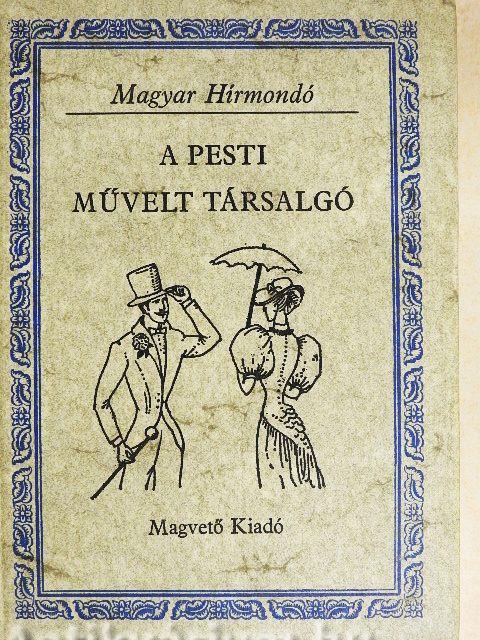 Magyar Hírmondó
A PESTI
MŰVELT TÁRSALGÓ
Magvető Kiadó